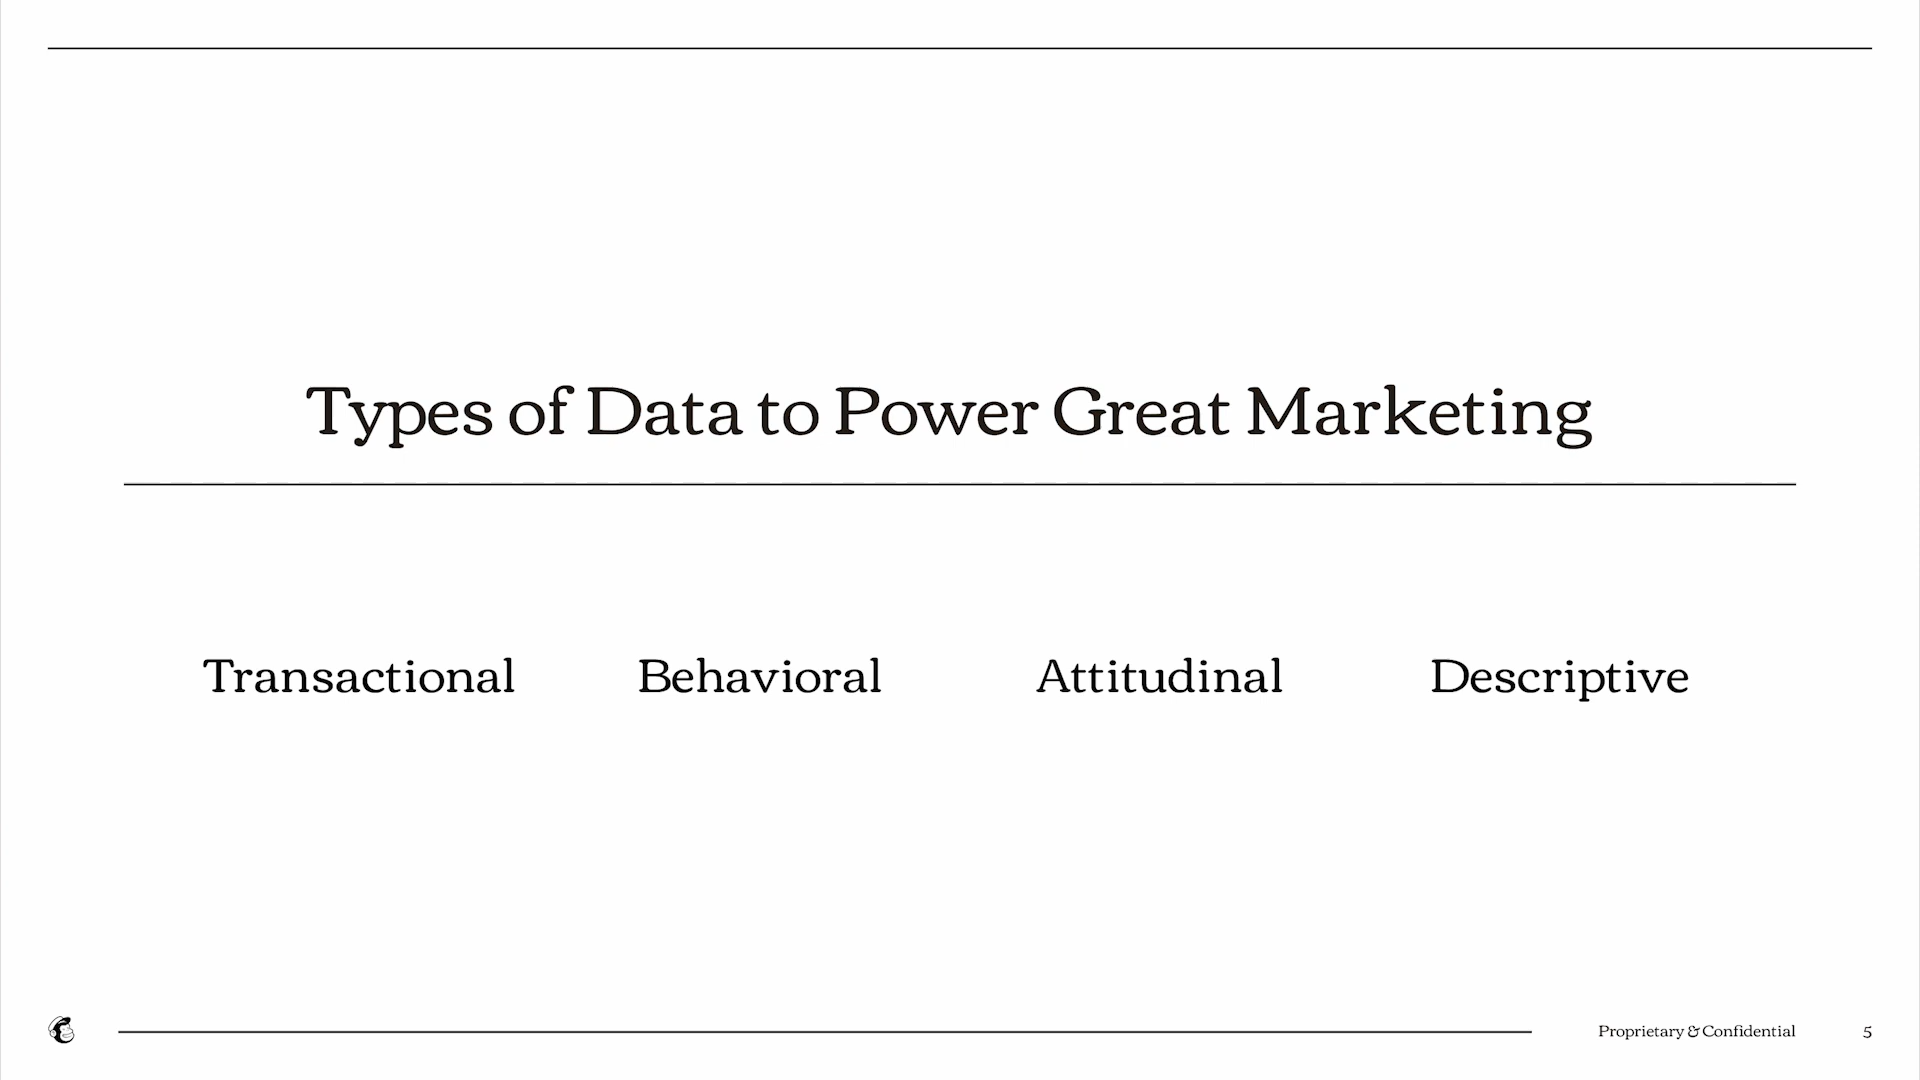 Types of Data to Power Great Marketing
Transactional Behavioral Attitudinal Descriptive
Proprietary & Confidential 5